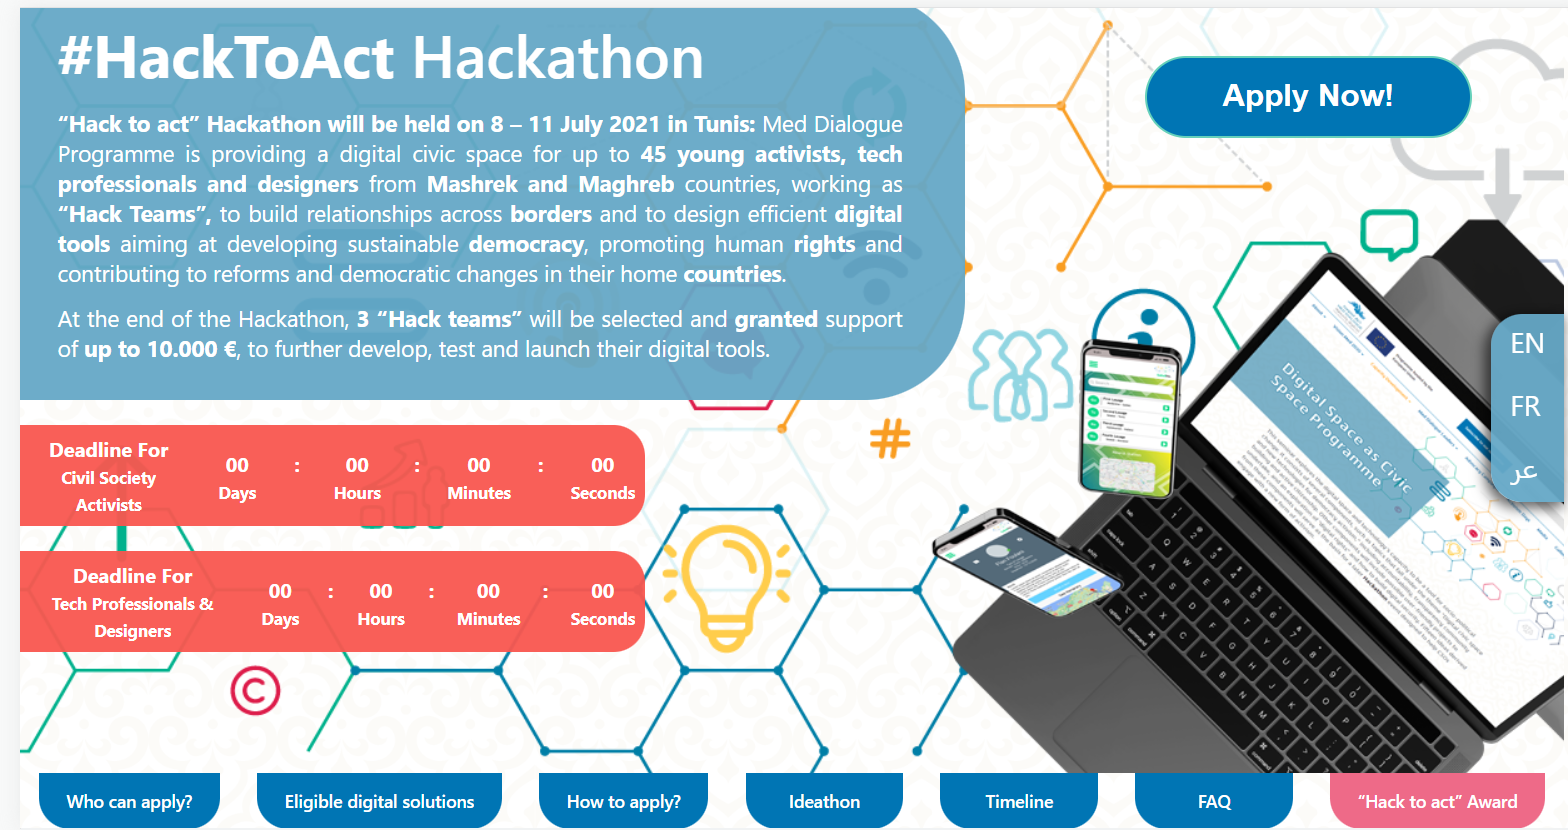 #HackToAct Hackathon
“Hack to act” Hackathon will be held on 8 – 11 July 2021 in Tunis: Med Dialogue
Programme is providing a digital civic space for up to 45 young activists, tech
professionals and designers from Mashrek and Maghreb countries, working as
“Hack Teams”, to build relationships across borders and to design efficient digital
tools aiming at developing sustainable democracy, promoting human rights and
contributing to reforms and democratic changes in their home countries.
At the end of the Hackathon, 3 “Hack teams” will be selected and granted support
of up to 10.000 €, to further develop, test and launch their digital tools.
Apply Now!
EN
FR
عر
Digital Space as Civic
Space Programme
#
Deadline For
Civil Society
Activists
00 : 00 : 00 : 00
Days Hours Minutes Seconds
Deadline For
Tech Professionals &
Designers
00 : 00 : 00 : 00
Days Hours Minutes Seconds
©
Who can apply? Eligible digital solutions How to apply? Ideathon Timeline FAQ “Hack to act” Award